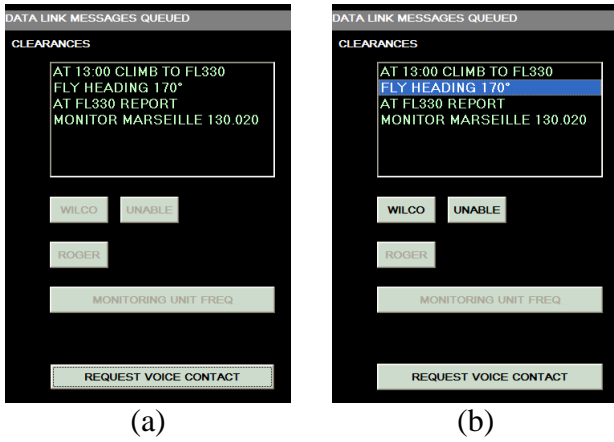 DATA LINK MESSAGES QUEUED
CLEARANCES
AT 13:00 CLIMB TO FL330
FLY HEADING 170°
AT FL330 REPORT
MONITOR MARSEILLE 130.020
WILCO UNABLE
ROGER
MONITORING UNIT FREQ
REQUEST VOICE CONTACT
(a)
DATA LINK MESSAGES QUEUED
CLEARANCES
AT 13:00 CLIMB TO FL330
FLY HEADING 170°
AT FL330 REPORT
MONITOR MARSEILLE 130.020
WILCO UNABLE
ROGER
MONITORING UNIT FREQ
REQUEST VOICE CONTACT
(b)